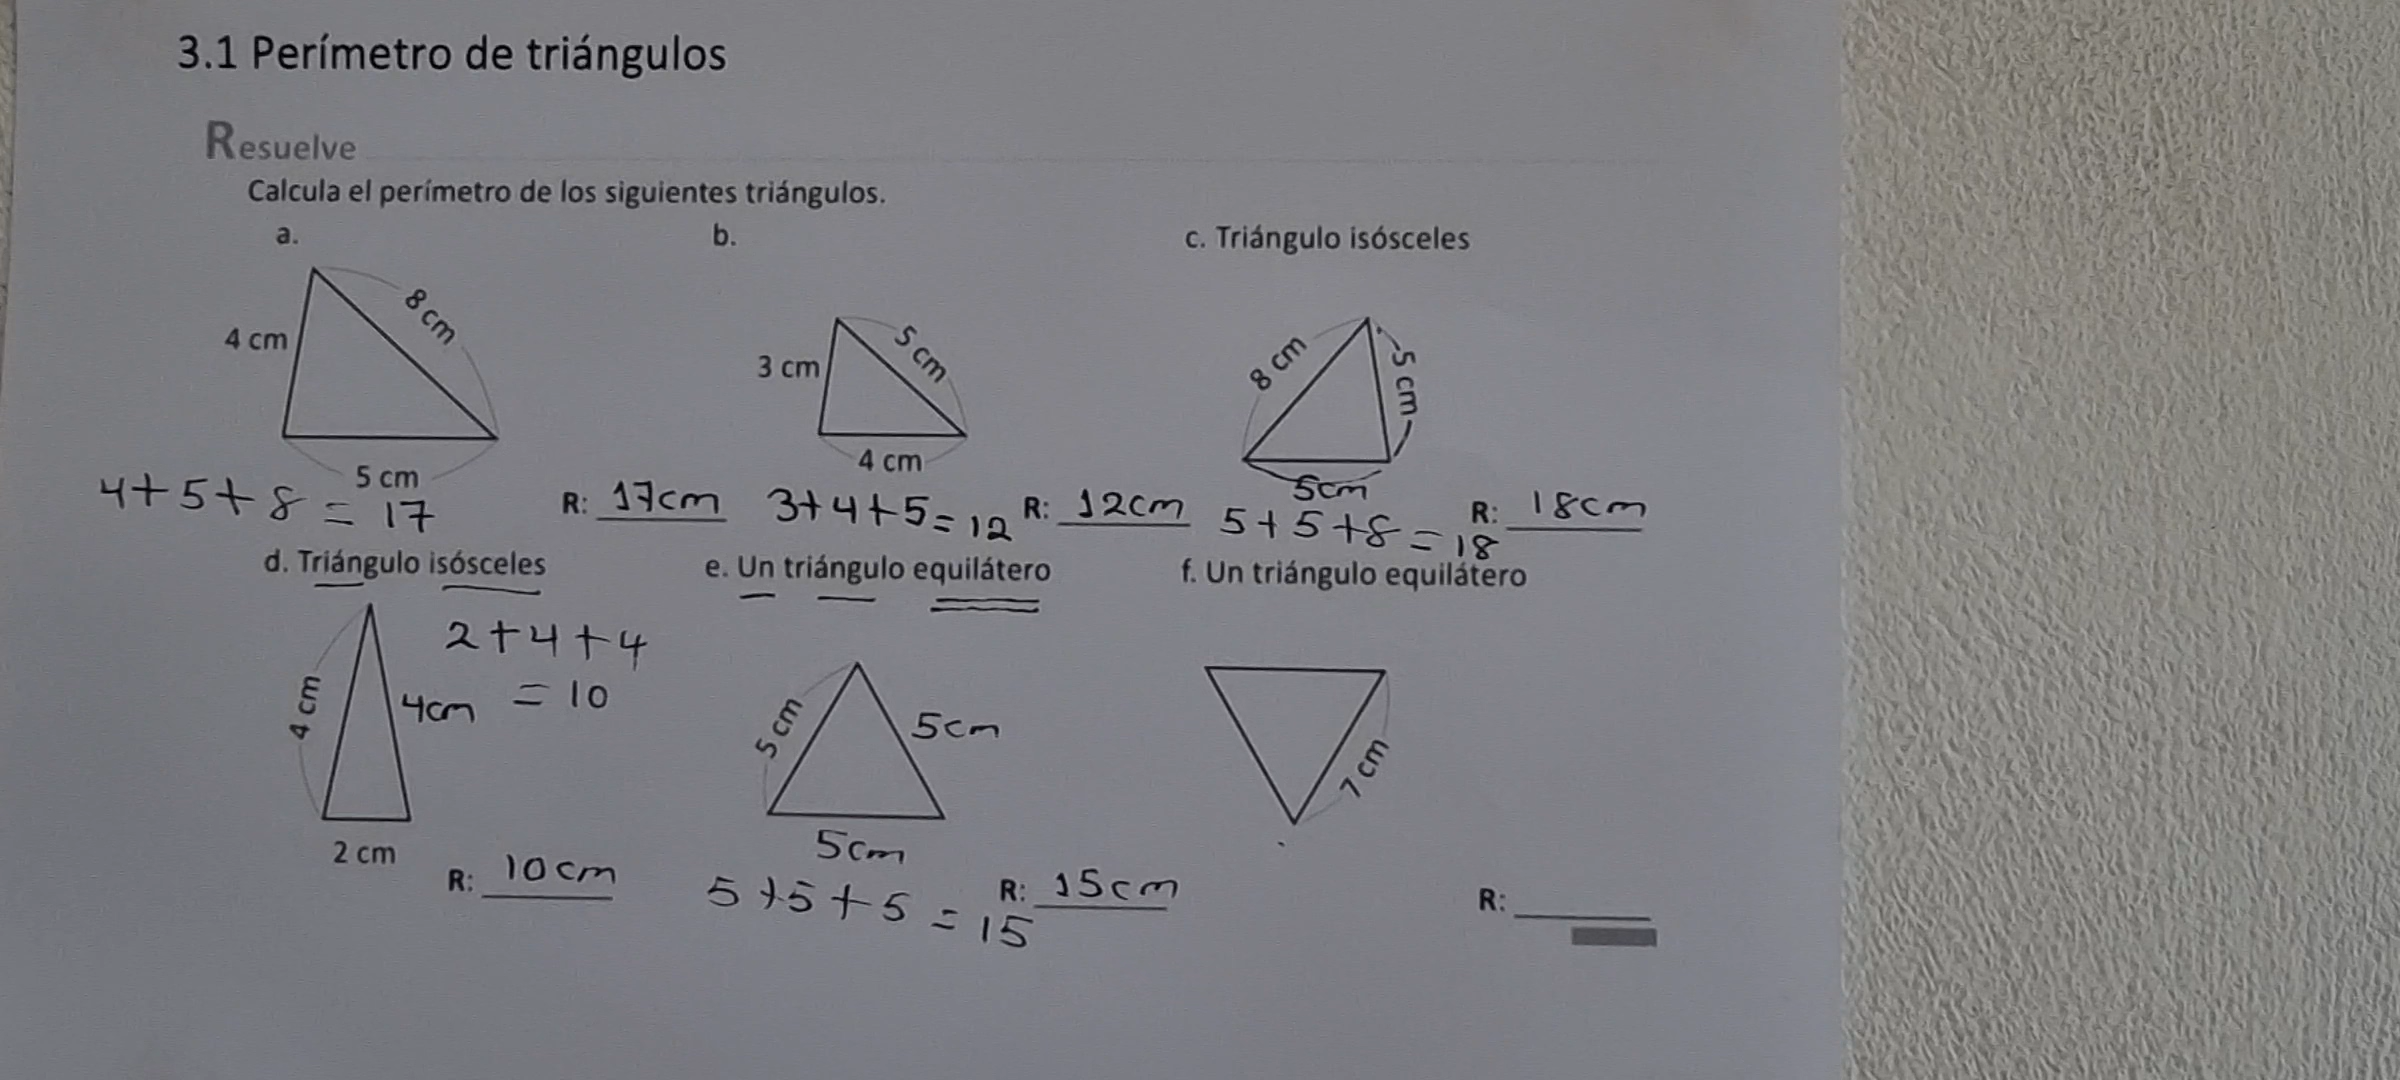 3.1 Perímetro de triángulos
Resuelve
Calcula el perímetro de los siguientes triángulos.
a.
b.
c. Triángulo isósceles
4 cm
8 cm
5 cm
4+5+8 = 17
R: 17cm
3 cm
5 cm
4 cm
3+4+5=12
R: 12cm
8 cm
5 cm
5cm
5+5+8=18
R: 18cm
d. Triángulo isósceles
e. Un triángulo equilátero
f. Un triángulo equilátero
2+4+4
= 10
4 cm
4cm
2 cm
R: 10cm
5 cm
5cm
5cm
5+5+5 = 15
R: 15cm
7 cm
R: